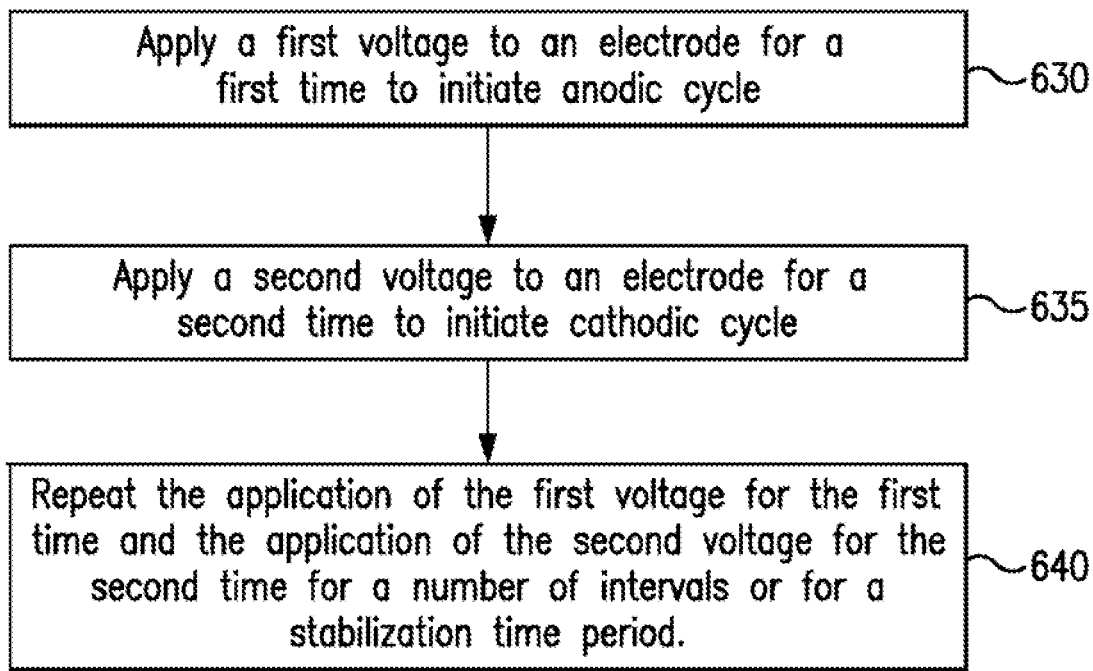 Apply a first voltage to an electrode for a
first time to initiate anodic cycle
630
Apply a second voltage to an electrode for a
second time to initiate cathodic cycle
635
Repeat the application of the first voltage for the first
time and the application of the second voltage for the
second time for a number of intervals or for a
stabilization time period.
640